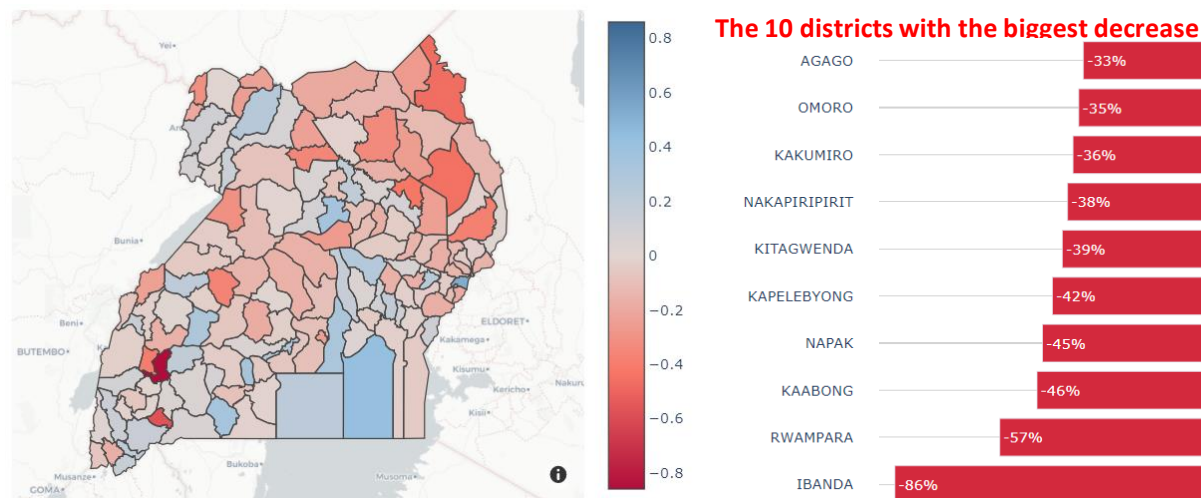 Yei•
Bunia•
Beni•
BUTEMBO•
Musanze•
GOMA•
Bukoba•
Musoma•
ELDORET•
Kakamega•
Kisumu•
Kericho•
Nakuru
Kisii•
i
0.8
0.6
0.4
0.2
0
−0.2
−0.4
−0.6
−0.8
The 10 districts with the biggest decrease
AGAGO -33%
OMORO -35%
KAKUMIRO -36%
NAKAPIRIPIRIT -38%
KITAGWENDA -39%
KAPELEBYONG -42%
NAPAK -45%
KAABONG -46%
RWAMPARA -57%
IBANDA -86%